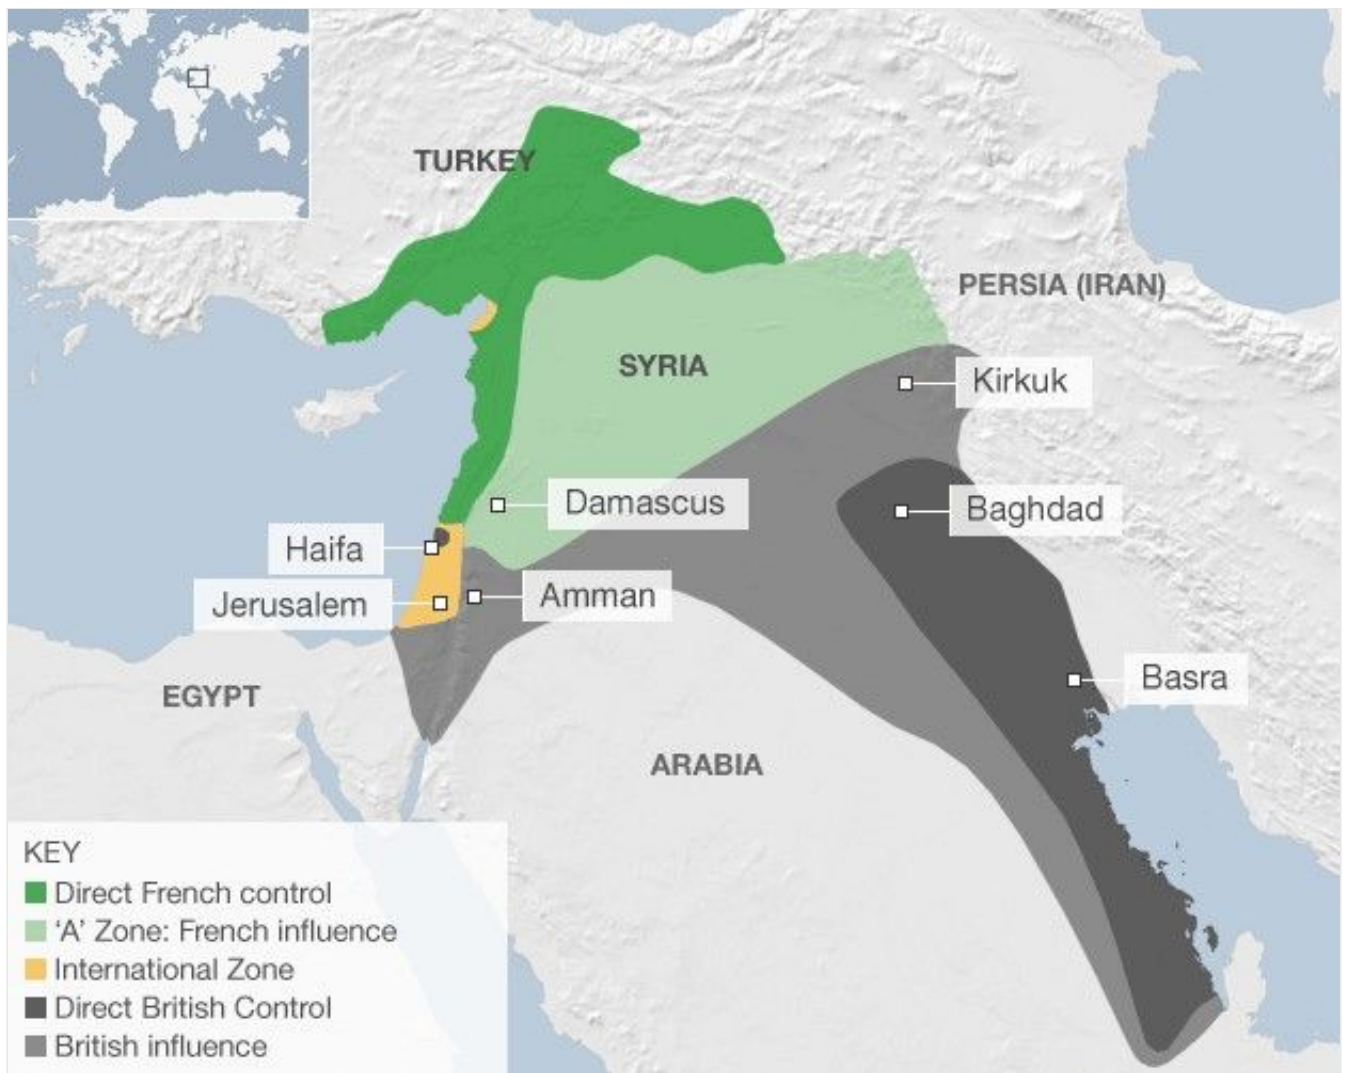 TURKEY
PERSIA (IRAN)
SYRIA
Kirkuk
Damascus
Baghdad
Haifa
Jerusalem
Amman
Basra
EGYPT
ARABIA
KEY
Direct French control
‘A’ Zone: French influence
International Zone
Direct British Control
British influence